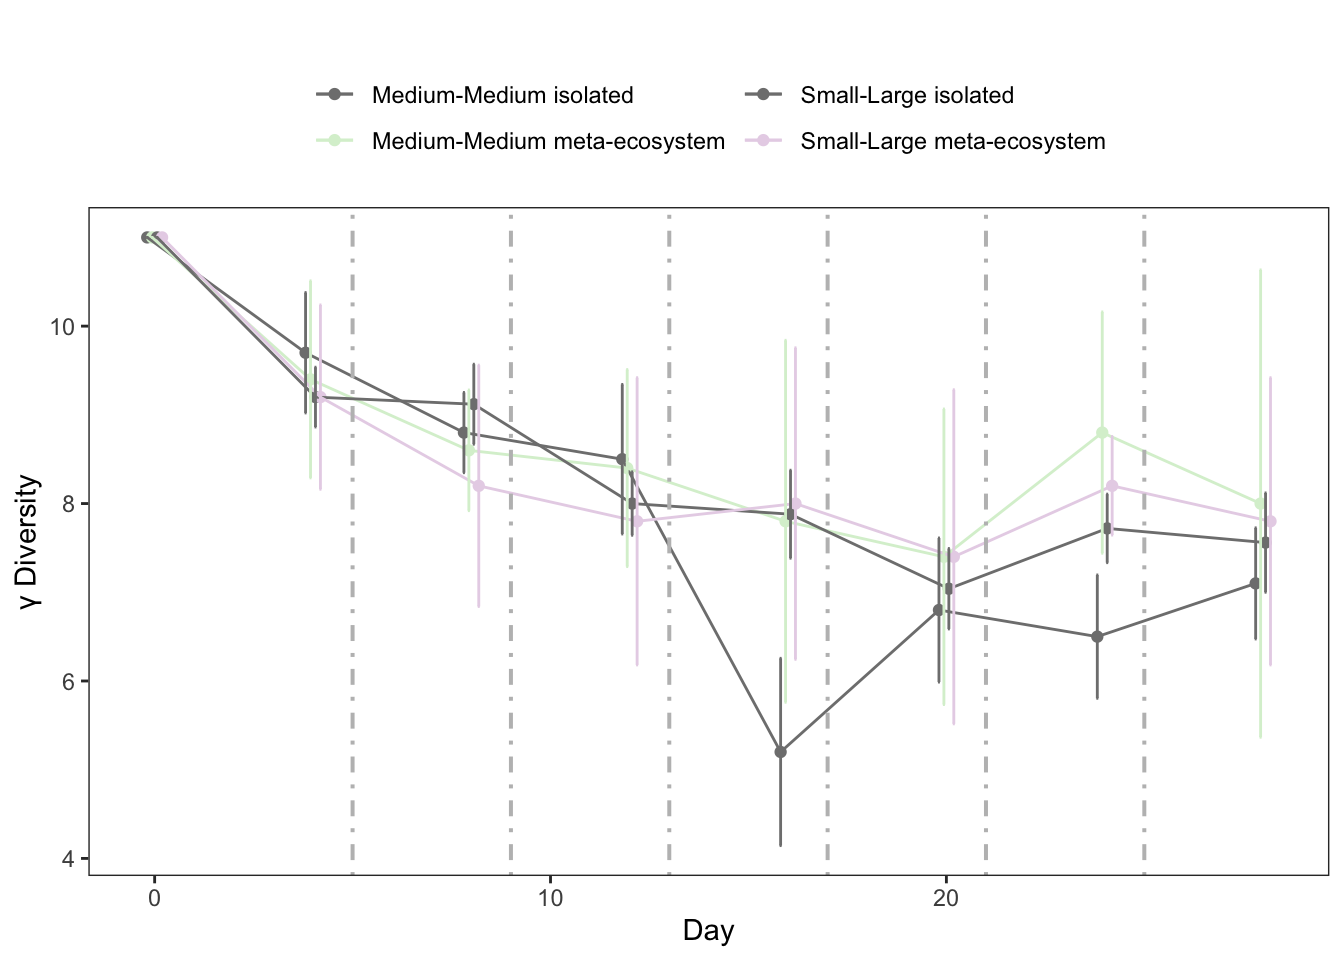 Medium-Medium isolated
Small-Large isolated
Medium-Medium meta-ecosystem
Small-Large meta-ecosystem
γ Diversity
10
8
6
4
0
10
20
Day